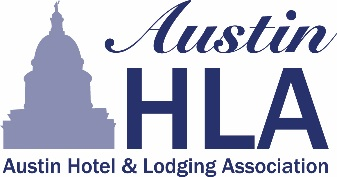 Austin
HLA
Austin Hotel & Lodging Association